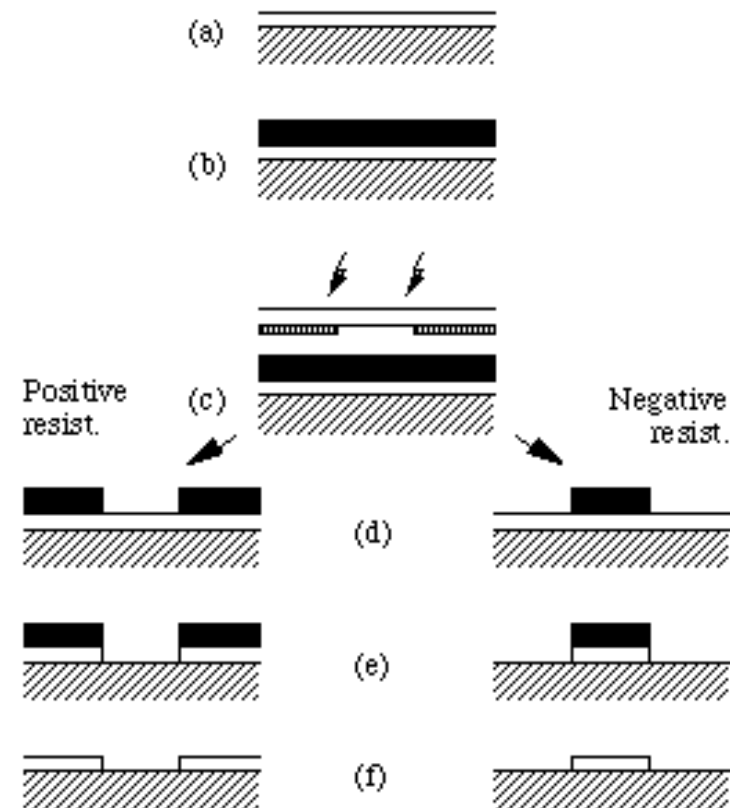 (a)
(b)
(c)
Positive
resist.
Negative
resist.
(d)
(e)
(f)